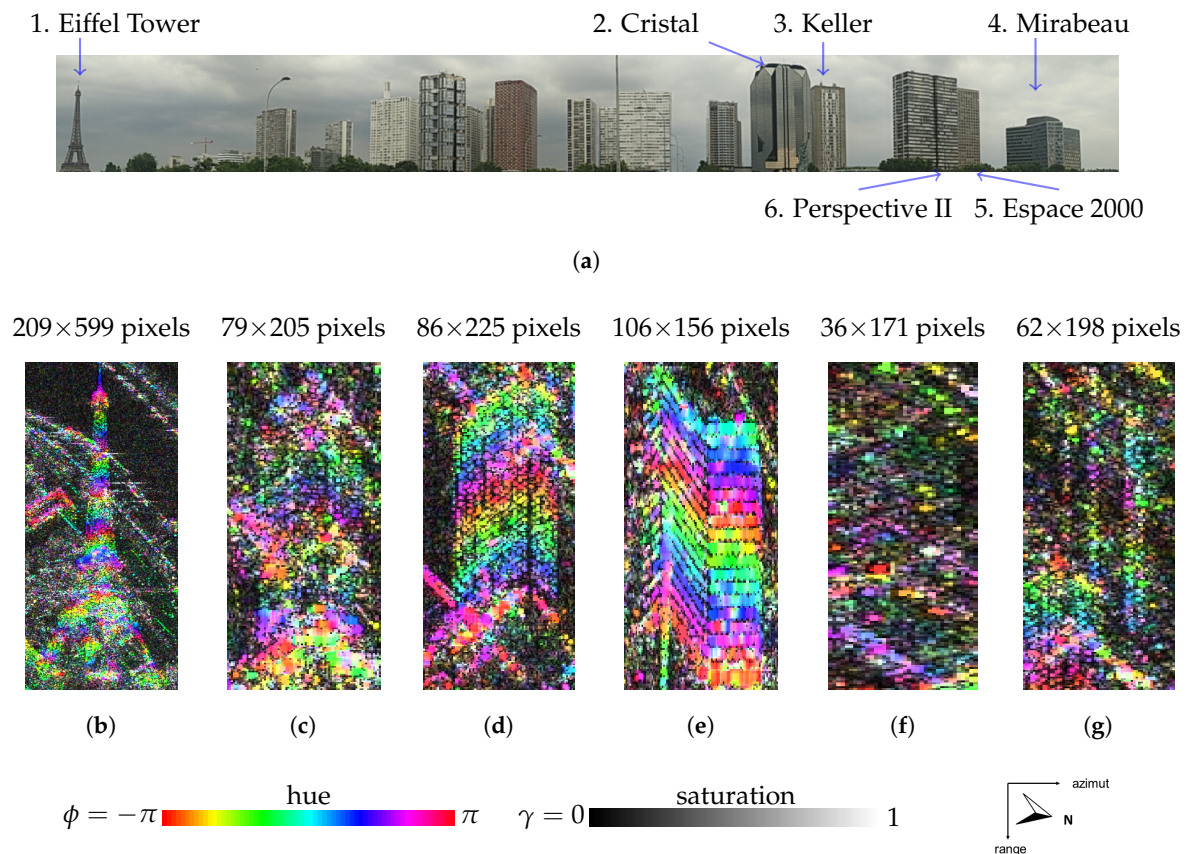 1. Eiffel Tower 2. Cristal 3. Keller 4. Mirabeau
6. Perspective II 5. Espace 2000
(a)
209×599 pixels 79×205 pixels 86×225 pixels 106×156 pixels 36×171 pixels 62×198 pixels
(b) (c) (d) (e) (f) (g)
hue saturation azimut
ϕ = −π π γ = 0 1 N
range